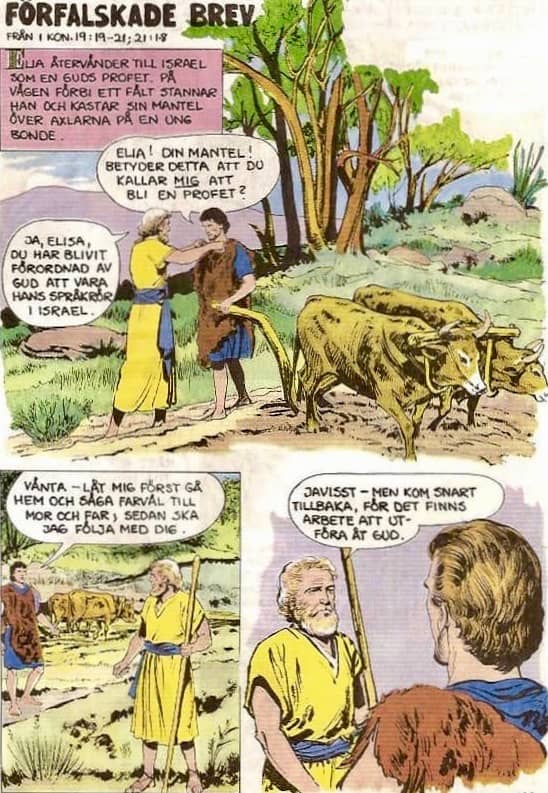 FÖRFALSKADE BREV
FRÅN 1 KON. 19:19-21; 21:1-8
ELIA ÅTERVÄNDER TILL ISRAEL
SOM EN GUDS PROFET. PÅ
VÄGEN FÖRBI ETT FÄLT STANNAR
HAN OCH KASTAR SIN MANTEL
ÖVER AXLARNA PÅ EN UNG
BONDE.
ELIA! DIN MANTEL!
BETYDER DETTA ATT DU
KALLAR MIG ATT
BLI EN PROFET?
JA, ELISA,
DU HAR BLIVIT
FÖRORDNAD AV
GUD ATT VARA
HANS SPRÅKRÖR
I ISRAEL.
VÄNTA - LÅT MIG FÖRST GÅ
HEM OCH SÄGA FARVÄL TILL
MOR OCH FAR; SEDAN SKA
JAG FÖLJA MED DIG.
JAVISST - MEN KOM SNART
TILLBAKA, FÖR DET FINNS
ARBETE ATT UT-
FÖRA ÅT GUD.